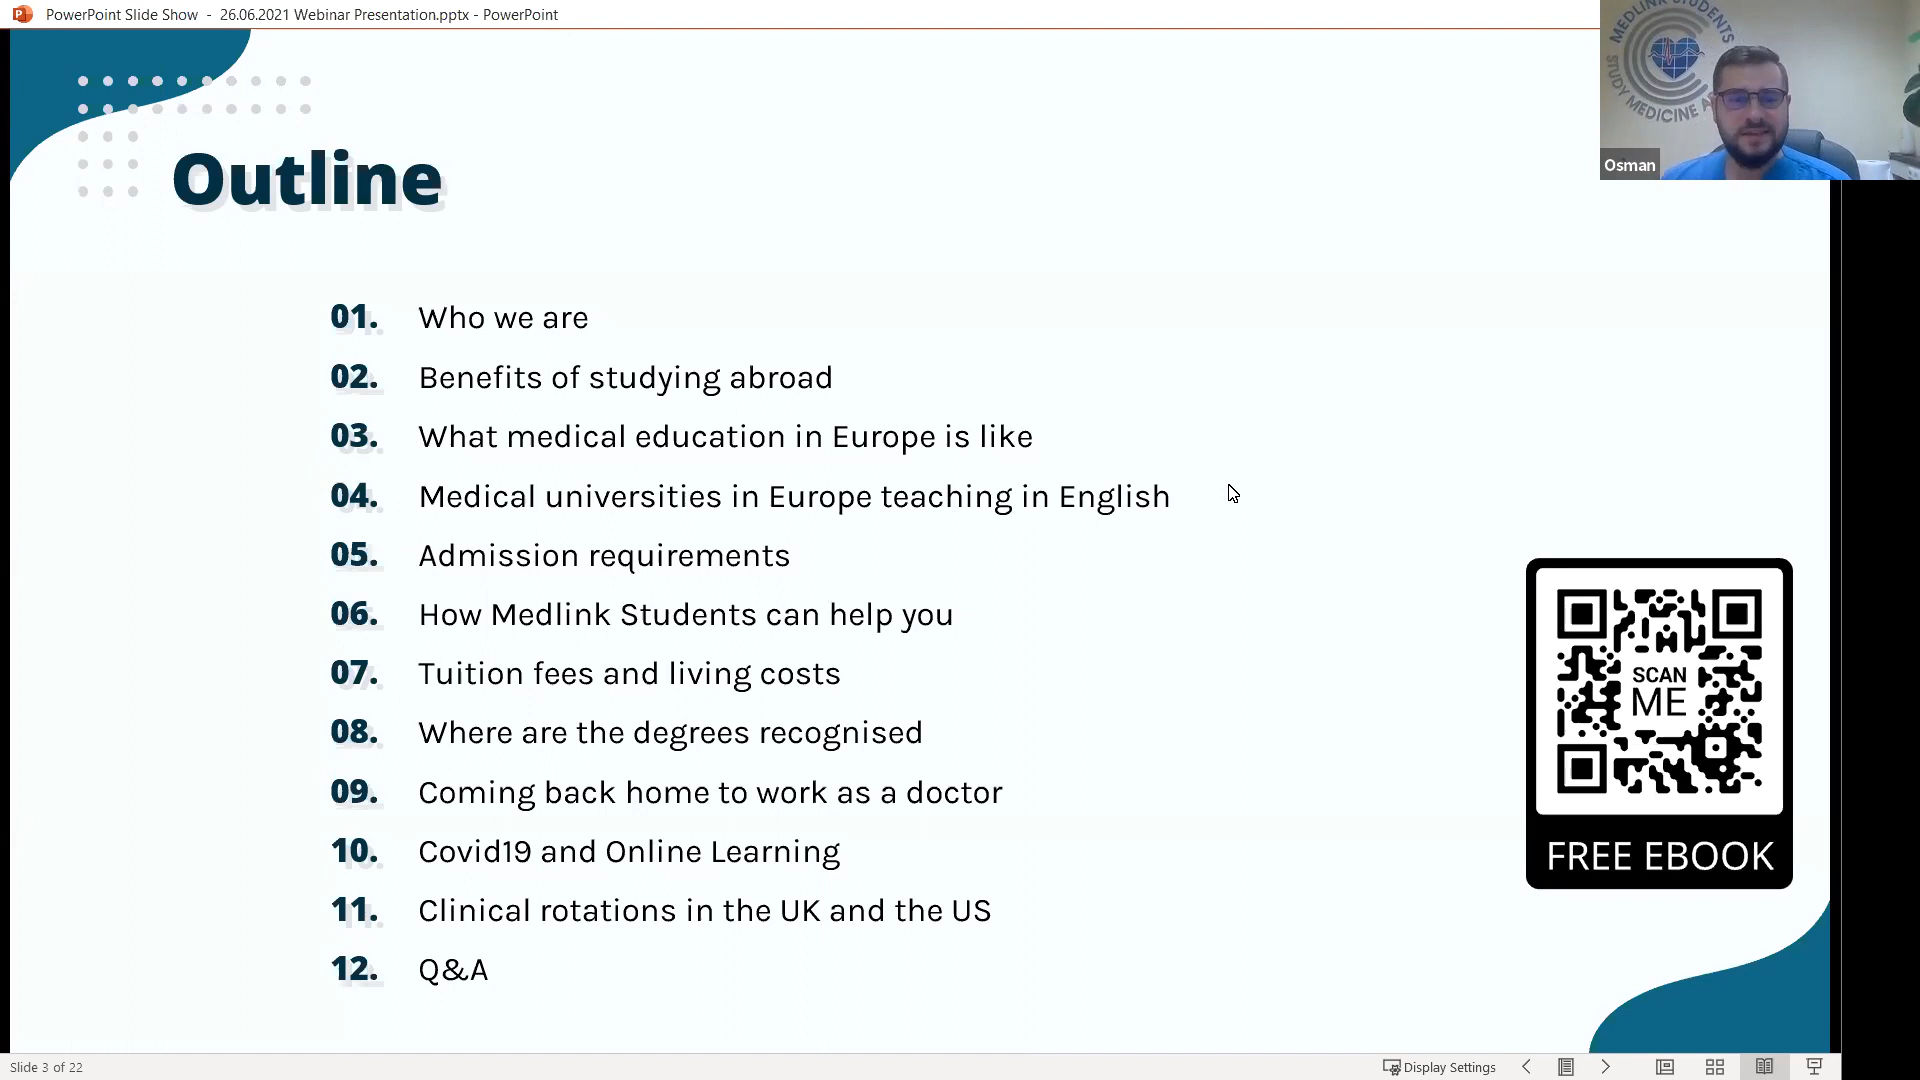 PowerPoint Slide Show - 26.06.2021 Webinar Presentation.pptx - PowerPoint
MEDLINK STUDENTS
STUDY MEDICINE
Osman
Outline
01. Who we are
02. Benefits of studying abroad
03. What medical education in Europe is like
04. Medical universities in Europe teaching in English
05. Admission requirements
06. How Medlink Students can help you
07. Tuition fees and living costs
08. Where are the degrees recognised
09. Coming back home to work as a doctor
10. Covid19 and Online Learning
11. Clinical rotations in the UK and the US
12. Q&A
SCAN
ME
FREE EBOOK
Slide 3 of 22
Display Settings